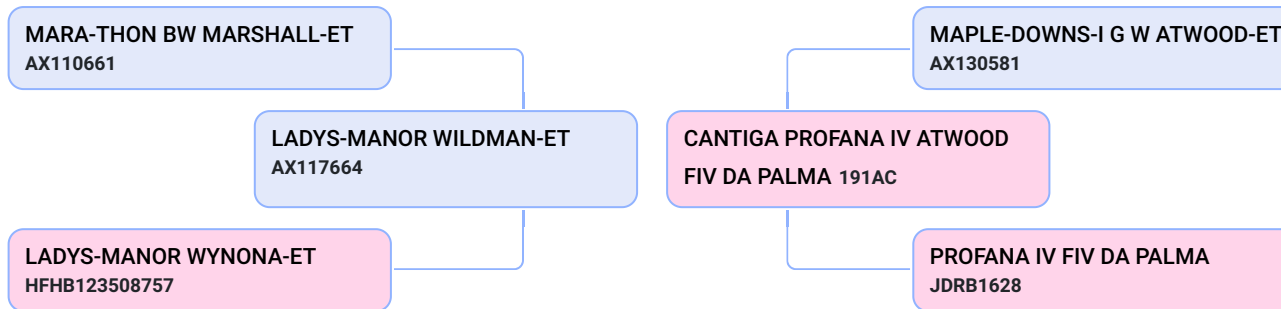 MARA-THON BW MARSHALL-ET
AX110661
MAPLE-DOWNS-I G W ATWOOD-ET
AX130581
LADYS-MANOR WILDMAN-ET
AX117664
CANTIGA PROFANA IV ATWOOD
FIV DA PALMA 191AC
LADYS-MANOR WYNONA-ET
HFHB123508757
PROFANA IV FIV DA PALMA
JDRB1628